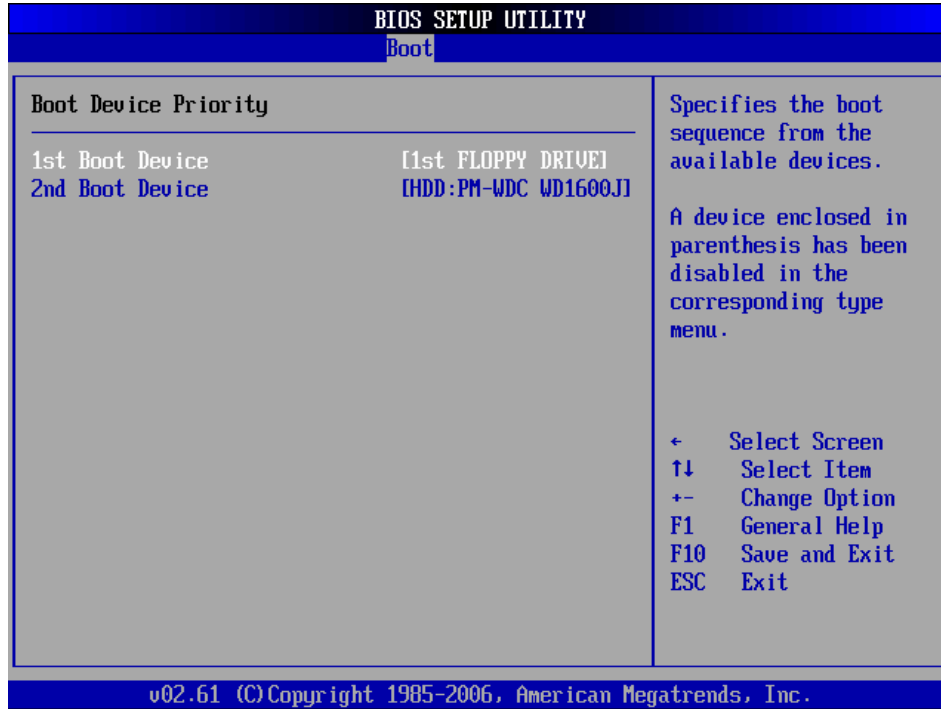 BIOS SETUP UTILITY
Boot
Boot Device Priority
1st Boot Device [1st FLOPPY DRIVE]
2nd Boot Device [HDD:PM-WDC WD1600J]
Specifies the boot
sequence from the
available devices.
A device enclosed in
parenthesis has been
disabled in the
corresponding type
menu.
← Select Screen
↑↓ Select Item
+- Change Option
F1 General Help
F10 Save and Exit
ESC Exit
v02.61 (C)Copyright 1985-2006, American Megatrends, Inc.